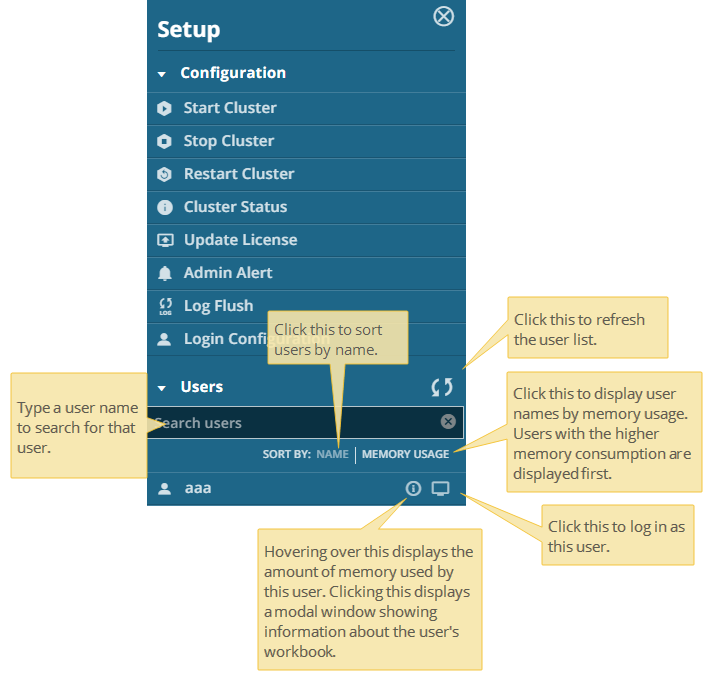 Setup
Configuration
Start Cluster
Stop Cluster
Restart Cluster
Cluster Status
Update License
Admin Alert
LOG
Log Flush
Login Configuration
Click this to sort
users by name.
Click this to refresh
the user list.
Users
Type a user name
to search for that
user.
Search users
Click this to display user
names by memory usage.
Users with the higher
memory consumption are
displayed first.
SORT BY: NAME MEMORY USAGE
aaa
Click this to log in as
this user.
Hovering over this displays the
amount of memory used by
this user. Clicking this displays
a modal window showing
information about the user's
workbook.